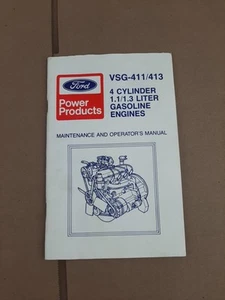 Ford
Power
Products
VSG-411/413
4 CYLINDER
1.1/1.3 LITER
GASOLINE
ENGINES
MAINTENANCE AND OPERATOR'S MANUAL